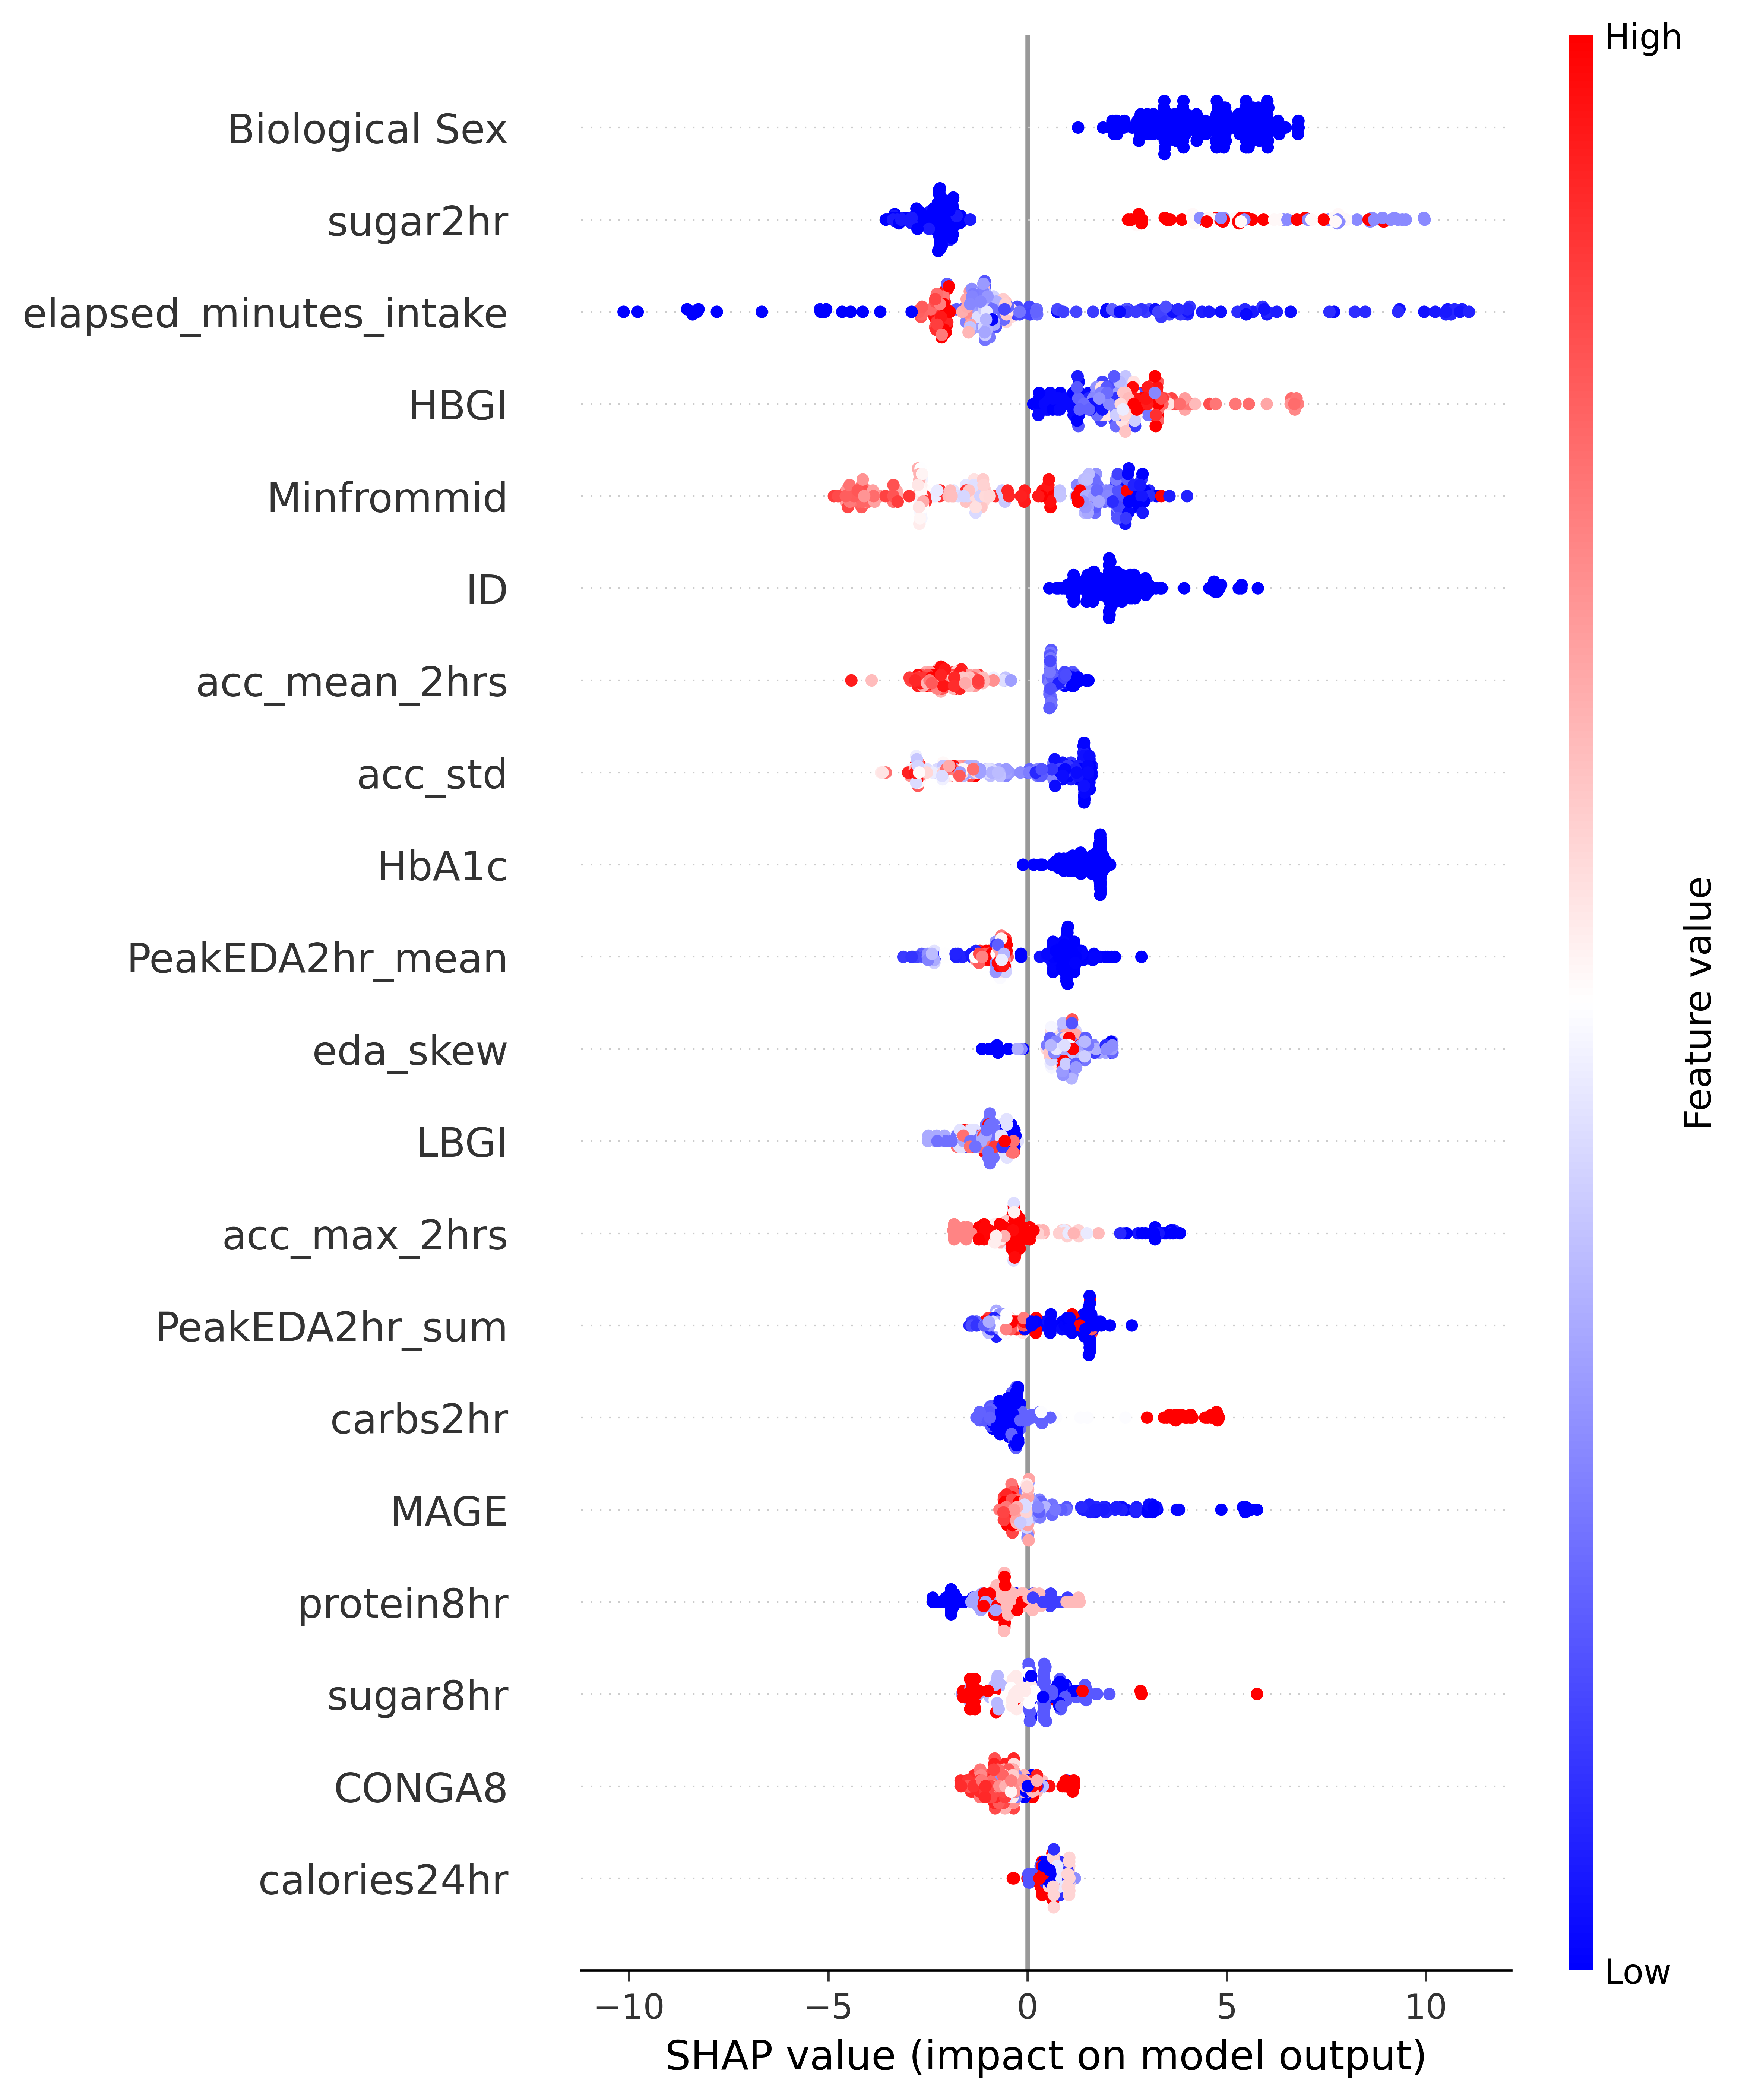 High
Biological Sex
sugar2hr
elapsed_minutes_intake
HBGI
Minfrommid
ID
acc_mean_2hrs
acc_std
HbA1c
PeakEDA2hr_mean
eda_skew
LBGI
acc_max_2hrs
PeakEDA2hr_sum
carbs2hr
MAGE
protein8hr
sugar8hr
CONGA8
calories24hr
Feature value
Low
−10 −5 0 5 10
SHAP value (impact on model output)